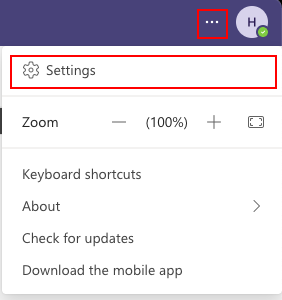 ... H
Settings
Zoom — (100%) +
Keyboard shortcuts
About >
Check for updates
Download the mobile app